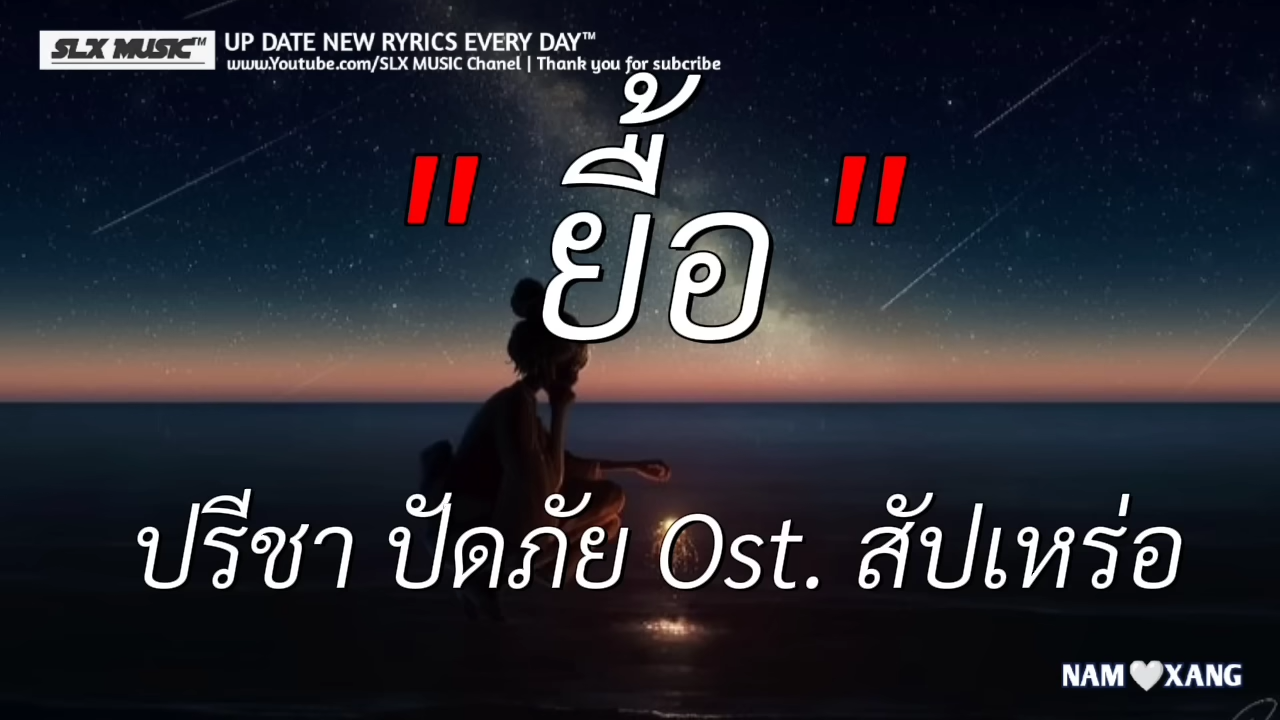 SLX MUSIC™ UP DATE NEW RYRICS EVERY DAY™
www.Youtube.com/SLX MUSIC Chanel | Thank you for subcribe
" ยื้อ "
ปรีชา ปัดภัย Ost. สัปเหร่อ
NAM🤍XANG